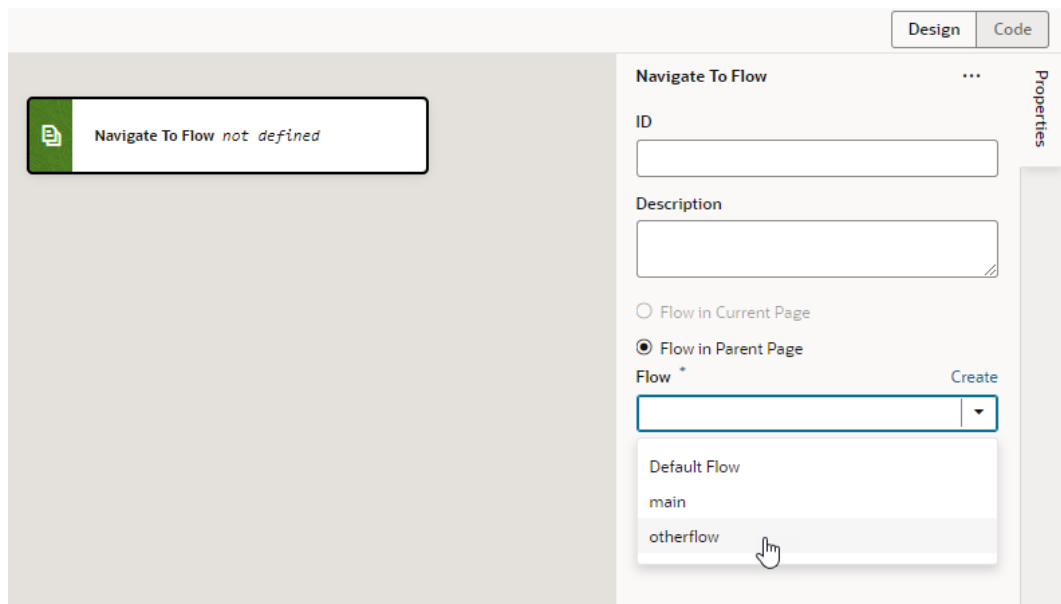 Design Code
Navigate To Flow ...
Properties
Navigate To Flow not defined
ID
Description
Flow in Current Page
Flow in Parent Page
Flow * Create
Default Flow
main
otherflow